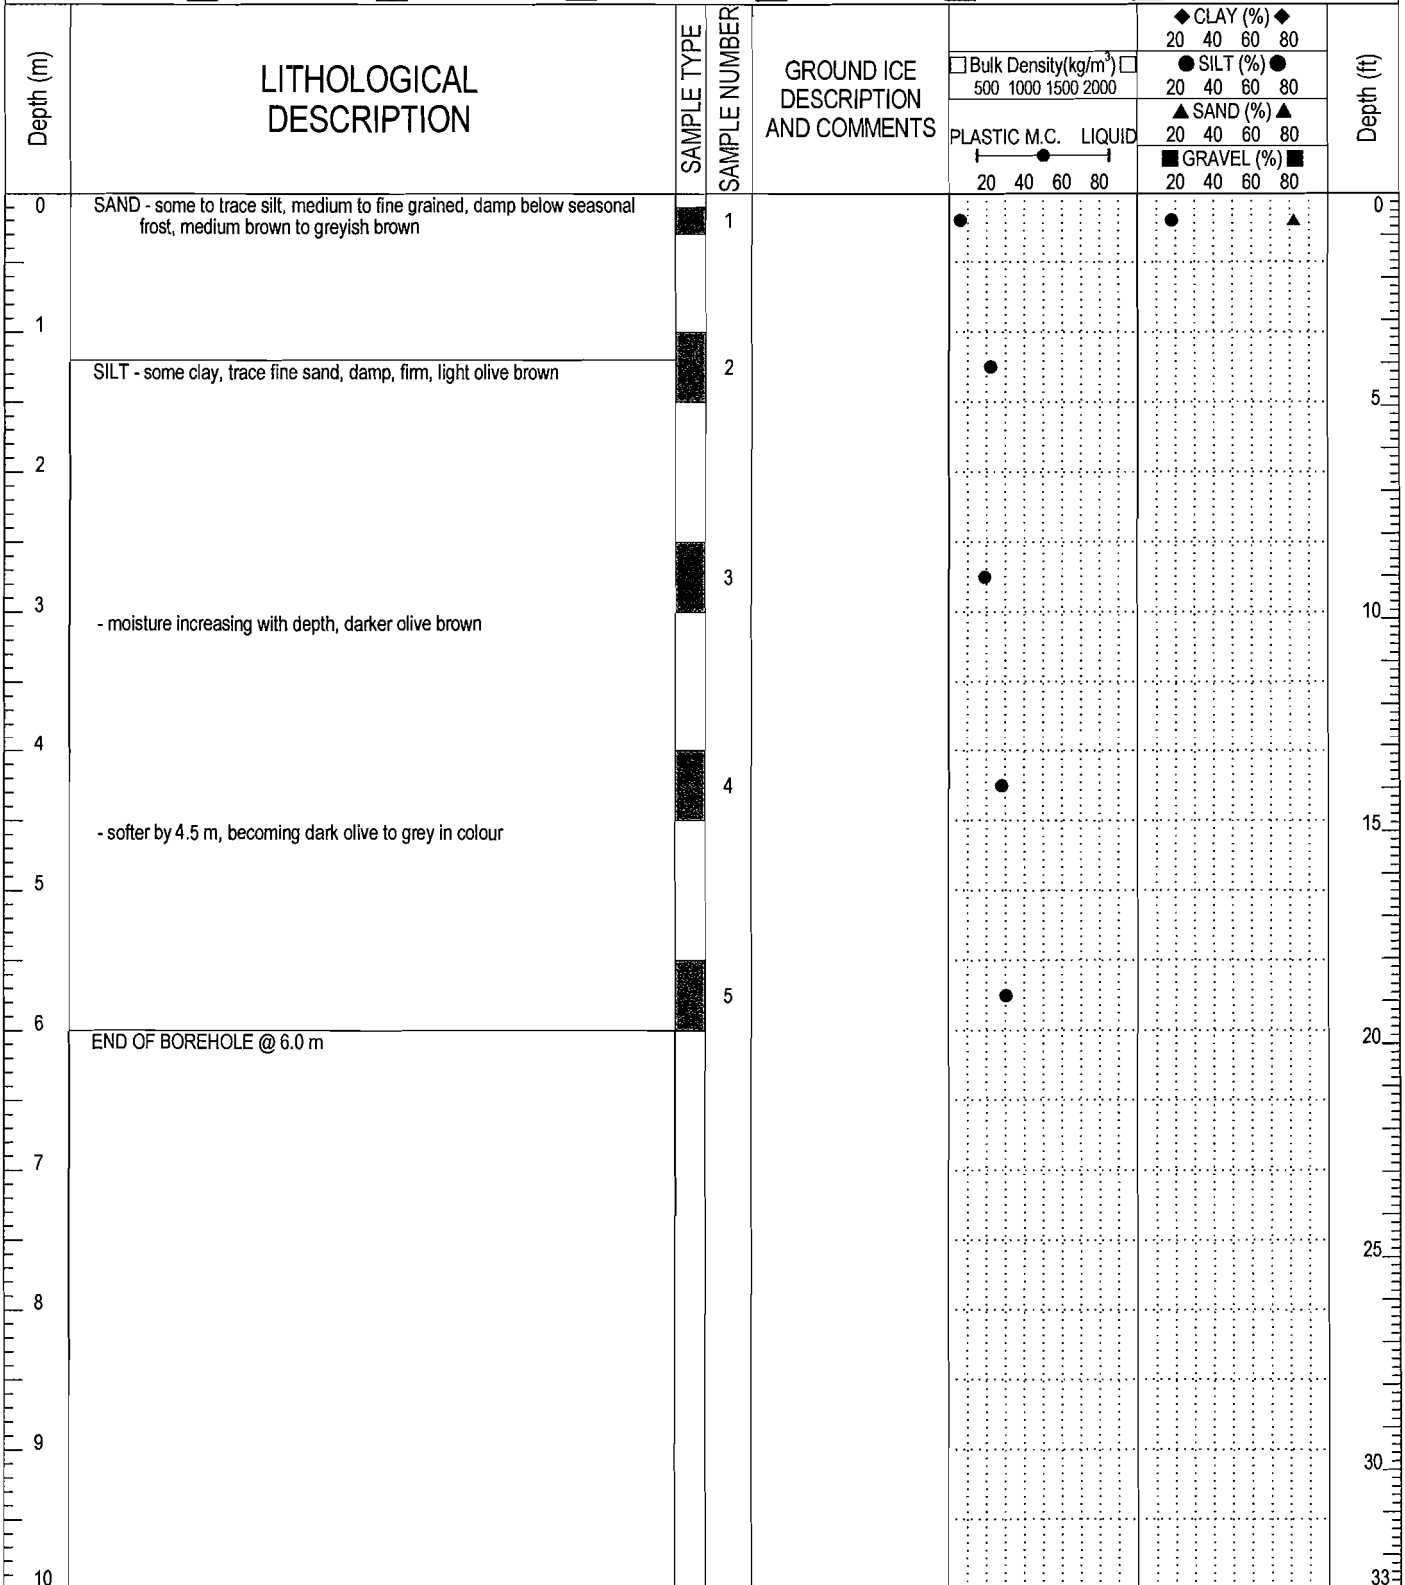 Depth (m)
LITHOLOGICAL
DESCRIPTION
SAMPLE TYPE
SAMPLE NUMBER
GROUND ICE
DESCRIPTION
AND COMMENTS
Bulk Density(kg/m³)
500 1000 1500 2000
PLASTIC M.C. LIQUID
20 40 60 80
◆ CLAY (%) ◆
20 40 60 80
● SILT (%) ●
20 40 60 80
▲ SAND (%) ▲
20 40 60 80
■ GRAVEL (%) ■
20 40 60 80
Depth (ft)
0
SAND - some to trace silt, medium to fine grained, damp below seasonal
frost, medium brown to greyish brown
1
0
1
SILT - some clay, trace fine sand, damp, firm, light olive brown
2
5
2
3
3
- moisture increasing with depth, darker olive brown
10
4
4
- softer by 4.5 m, becoming dark olive to grey in colour
15
5
5
6
END OF BOREHOLE @ 6.0 m
20
7
25
8
9
30
10
33